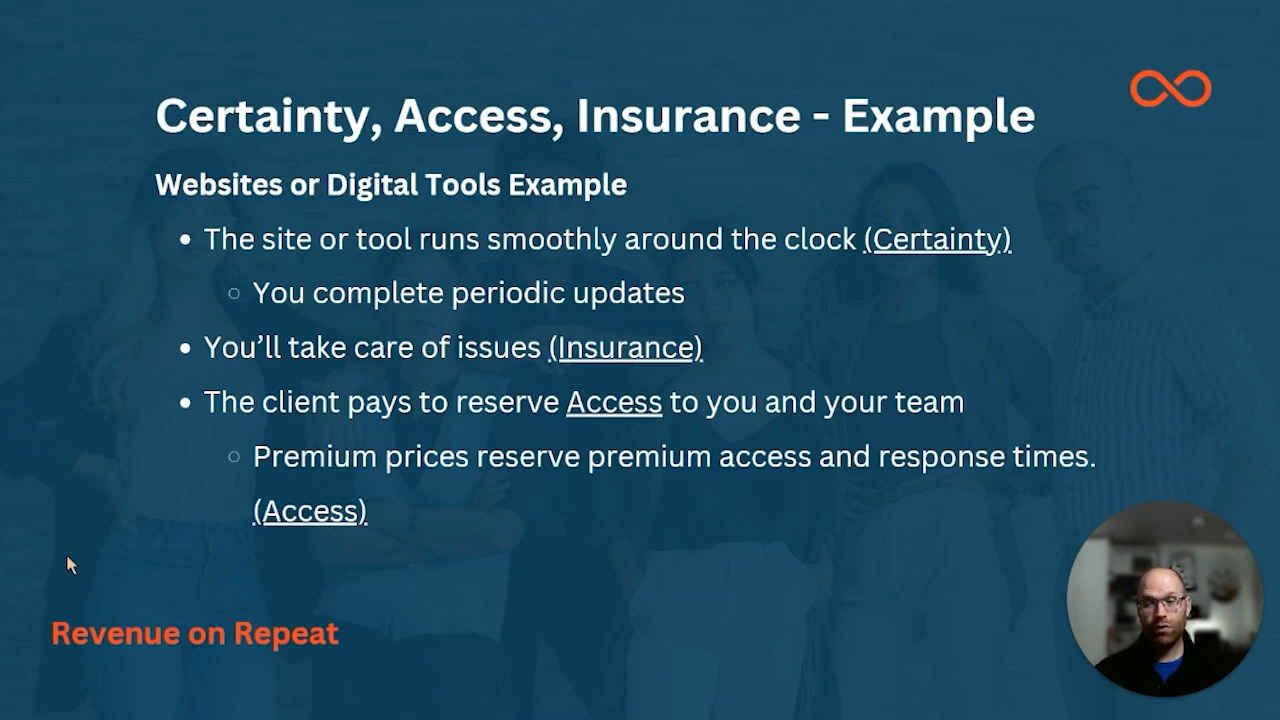 Certainty, Access, Insurance - Example
Websites or Digital Tools Example
The site or tool runs smoothly around the clock (Certainty)
You complete periodic updates
You’ll take care of issues (Insurance)
The client pays to reserve Access to you and your team
Premium prices reserve premium access and response times.
(Access)
Revenue on Repeat